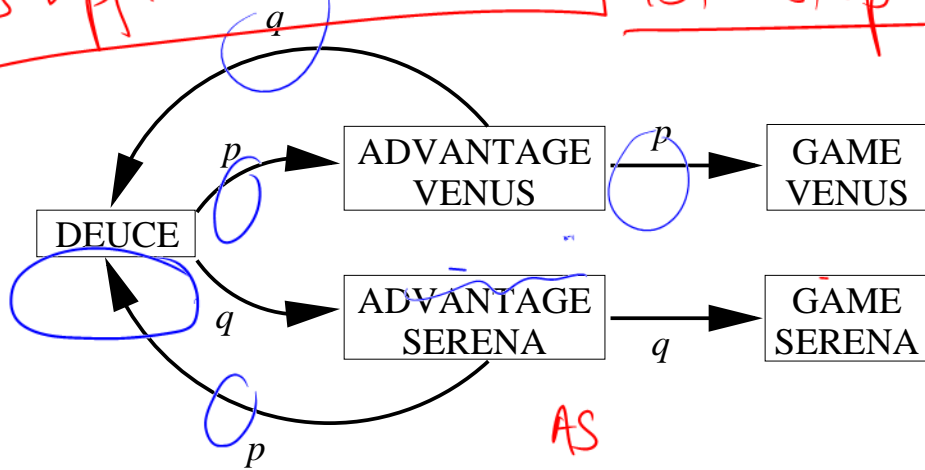 q
p
ADVANTAGE
VENUS
p
GAME
VENUS
DEUCE
q
ADVANTAGE
SERENA
q
GAME
SERENA
p
AS